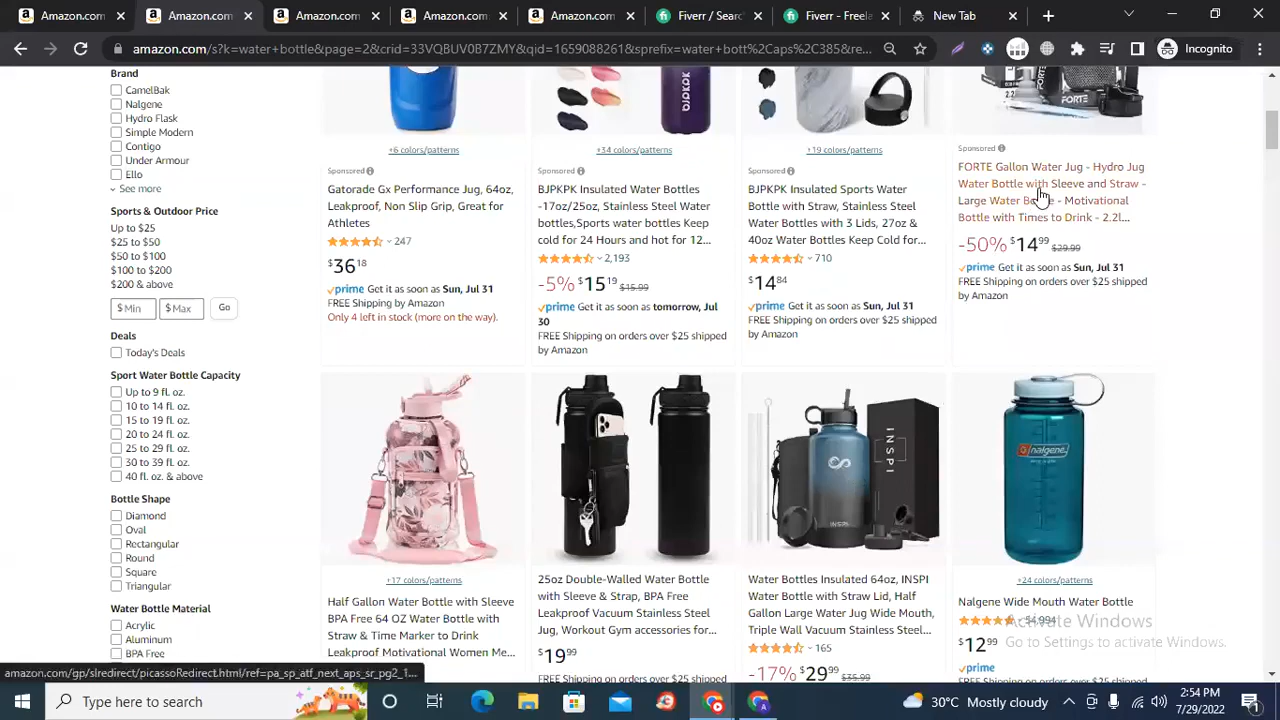 Amazon.c
Amazon.c
Amazon.c
Amazon.c
Amazon.c
Fiverr / Sear
Fiverr - Freela
New Tab
amazon.com/s?k=water+bottle&page=2&crid=33VQBUV0B7ZMY&qid=1659088261&sprefix=water+bott%2Caps%2C385&re...
Incognito
Brand
CamelBak
Nalgene
Hydro Flask
Simple Modern
Contigo
Under Armour
Ello
See more
Sports & Outdoor Price
Up to $25
$25 to $50
$50 to $100
$100 to $200
$200 & above
$ Min
$ Max
Go
Deals
Today's Deals
Sport Water Bottle Capacity
Up to 9 fl. oz.
10 to 14 fl. oz.
15 to 19 fl. oz.
20 to 24 fl. oz.
25 to 29 fl. oz.
30 to 39 fl. oz.
40 fl. oz. & above
Bottle Shape
Diamond
Oval
Rectangular
Round
Square
Triangular
Water Bottle Material
Acrylic
Aluminum
BPA Free
+6 colors/patterns
Sponsored
Gatorade Gx Performance Jug, 64oz,
Leakproof, Non Slip Grip, Great for
Athletes
247
$36 18
prime Get it as soon as Sun, Jul 31
FREE Shipping by Amazon
Only 4 left in stock (more on the way).
BJPKPK
+34 colors/patterns
Sponsored
BJPKPK Insulated Water Bottles
-17oz/25oz, Stainless Steel Water
bottles,Sports water bottles Keep
cold for 24 Hours and hot for 12...
2,193
-5% $15 19 $15.99
prime Get it as soon as tomorrow, Jul
30
FREE Shipping on orders over $25 shipped
by Amazon
+19 colors/patterns
Sponsored
BJPKPK Insulated Sports Water
Bottle with Straw, Stainless Steel
Water Bottles with 3 Lids, 27oz &
40oz Water Bottles Keep Cold for...
710
$14 84
prime Get it as soon as Sun, Jul 31
FREE Shipping on orders over $25 shipped
by Amazon
2.2
FORTE
FORTE
Sponsored
FORTE Gallon Water Jug - Hydro Jug
Water Bottle with Sleeve and Straw -
Large Water Bottle - Motivational
Bottle with Times to Drink - 2.2l...
-50% $14 99 $29.99
prime Get it as soon as Sun, Jul 31
FREE Shipping on orders over $25 shipped
by Amazon
+17 colors/patterns
Half Gallon Water Bottle with Sleeve
BPA Free 64 OZ Water Bottle with
Straw & Time Marker to Drink
Leakproof Motivational Women Me...
25oz Double-Walled Water Bottle
with Sleeve & Strap, BPA Free
Leakproof Vacuum Stainless Steel
Jug, Workout Gym accessories for...
$19 99
FREE Shipping on orders over $25 shipped
INSPI
INSPI
Water Bottles Insulated 64oz, INSPI
Water Bottle with Straw Lid, Half
Gallon Large Water Jug Wide Mouth,
Triple Wall Vacuum Stainless Steel...
165
-17% $29 99 $35.99
nalgene
+24 colors/patterns
Nalgene Wide Mouth Water Bottle
54,994
$12 99
prime
Activate Windows
Go to Settings to activate Windows.
amazon.com/gp/slredirect/picassoRedirect.html/ref=pa_sp_atf_next_aps_sr_pg2_1...
Type here to search
30°C Mostly cloudy
2:54 PM
7/29/2022